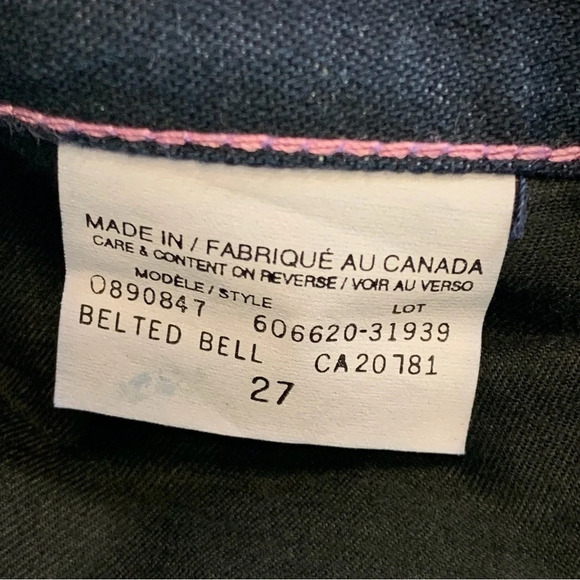 MADE IN / FABRIQUÉ AU CANADA
CARE & CONTENT ON REVERSE / VOIR AU VERSO
MODÈLE / STYLE LOT
0890847 606620-31939
BELTED BELL CA20781
27